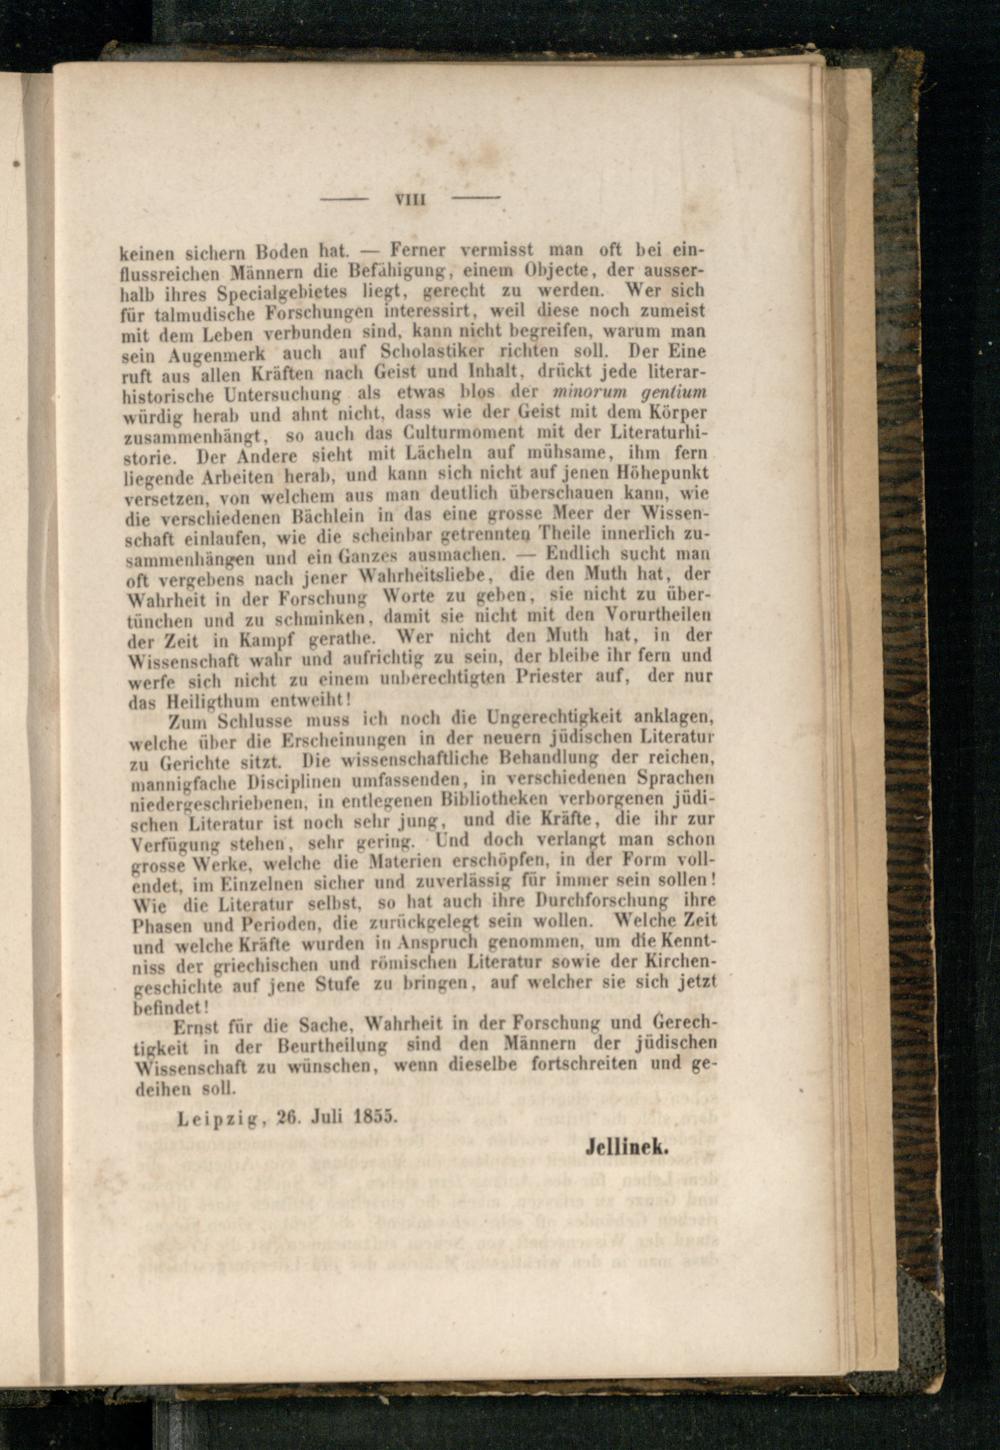 VIII
keinen sichern Boden hat. — Ferner vermisst man oft bei ein-
flussreichen Männern die Befähigung, einem Objecte, der ausser-
halb ihres Specialgebietes liegt, gerecht zu werden. Wer sich
für talmudische Forschungen interessirt, weil diese noch zumeist
mit dem Leben verbunden sind, kann nicht begreifen, warum man
sein Augenmerk auch auf Scholastiker richten soll. Der Eine
ruft aus allen Kräften nach Geist und Inhalt, drückt jede literar-
historische Untersuchung als etwas blos der minorum gentium
würdig herab und ahnt nicht, dass wie der Geist mit dem Körper
zusammenhängt, so auch das Culturmoment mit der Literaturhi-
storie. Der Andere sieht mit Lächeln auf mühsame, ihm fern
liegende Arbeiten herab, und kann sich nicht auf jenen Höhepunkt
versetzen, von welchem aus man deutlich überschauen kann, wie
die verschiedenen Bächlein in das eine grosse Meer der Wissen-
schaft einlaufen, wie die scheinbar getrennten Theile innerlich zu-
sammenhängen und ein Ganzes ausmachen. — Endlich sucht man
oft vergebens nach jener Wahrheitsliebe, die den Muth hat, der
Wahrheit in der Forschung Worte zu geben, sie nicht zu über-
tünchen und zu schminken, damit sie nicht mit den Vorurtheilen
der Zeit in Kampf gerathe. Wer nicht den Muth hat, in der
Wissenschaft wahr und aufrichtig zu sein, der bleibe ihr fern und
werfe sich nicht zu einem unberechtigten Priester auf, der nur
das Heiligthum entweiht!
Zum Schlusse muss ich noch die Ungerechtigkeit anklagen,
welche über die Erscheinungen in der neuern jüdischen Literatur
zu Gerichte sitzt. Die wissenschaftliche Behandlung der reichen,
mannigfache Disciplinen umfassenden, in verschiedenen Sprachen
niedergeschriebenen, in entlegenen Bibliotheken verborgenen jüdi-
schen Literatur ist noch sehr jung, und die Kräfte, die ihr zur
Verfügung stehen, sehr gering. Und doch verlangt man schon
grosse Werke, welche die Materien erschöpfen, in der Form voll-
endet, im Einzelnen sicher und zuverlässig für immer sein sollen!
Wie die Literatur selbst, so hat auch ihre Durchforschung ihre
Phasen und Perioden, die zurückgelegt sein wollen. Welche Zeit
und welche Kräfte wurden in Anspruch genommen, um die Kennt-
niss der griechischen und römischen Literatur sowie der Kirchen-
geschichte auf jene Stufe zu bringen, auf welcher sie sich jetzt
befindet!
Ernst für die Sache, Wahrheit in der Forschung und Gerech-
tigkeit in der Beurtheilung sind den Männern der jüdischen
Wissenschaft zu wünschen, wenn dieselbe fortschreiten und ge-
deihen soll.
Leipzig, 26. Juli 1855.
Jellinek.